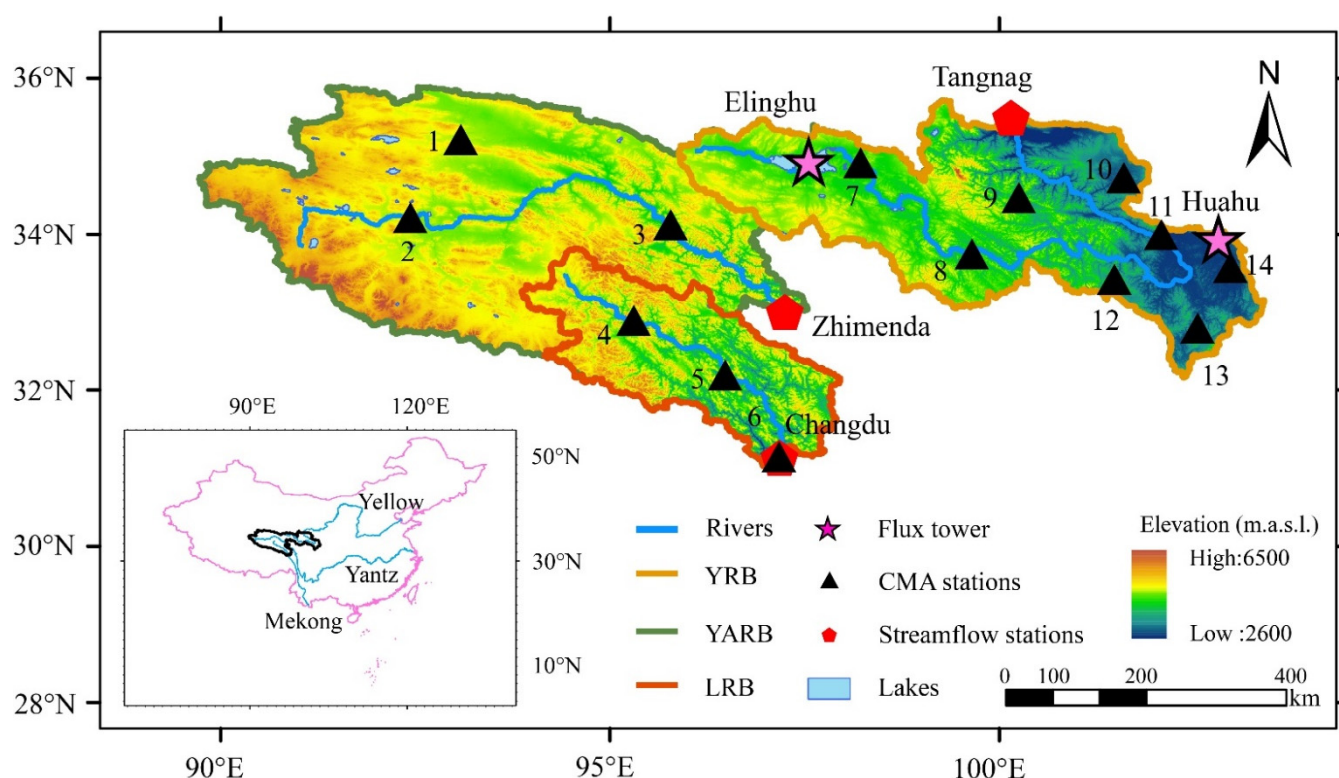 36°N
34°N
32°N
30°N
28°N
90°E
95°E
100°E
Tangnag
N
Elinghu
1
2
3
7
10
9
11
Huahu
14
8
12
13
Zhimenda
4
5
6
Changdu
90°E
120°E
50°N
30°N
10°N
Yellow
Yantz
Mekong
Rivers
YRB
YARB
LRB
Flux tower
CMA stations
Streamflow stations
Lakes
Elevation (m.a.s.l.)
High:6500
Low :2600
0 100 200 400
km